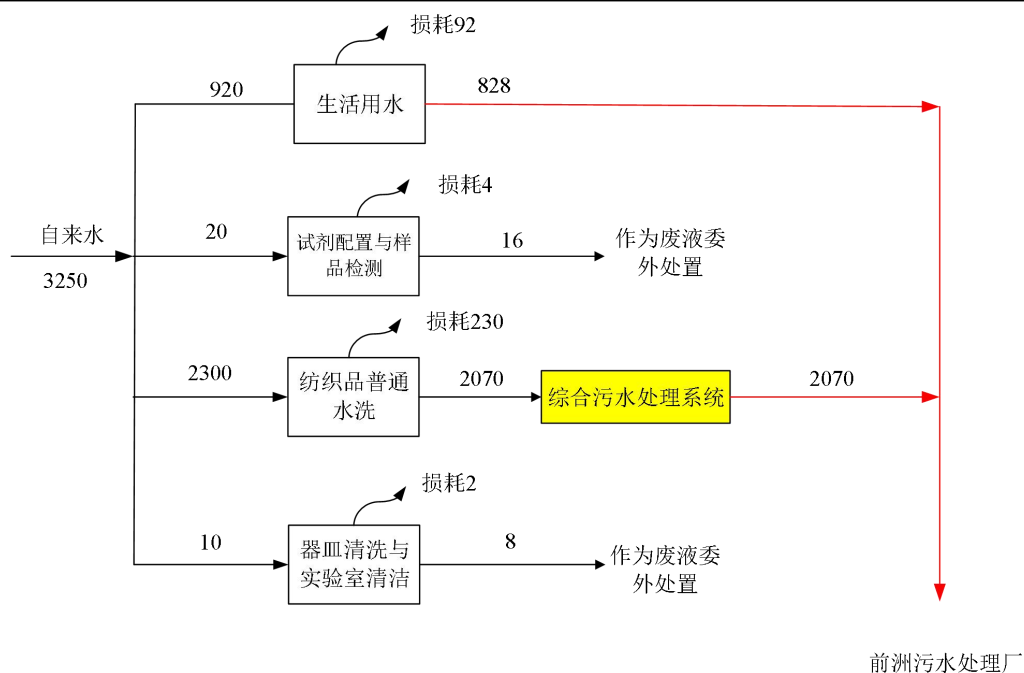 损耗92
920
生活用水
828
损耗4
自来水
3250
20
试剂配置与样
品检测
16
作为废液委
外处置
损耗230
2300
纺织品普通
水洗
2070
综合污水处理系统
2070
损耗2
10
器皿清洗与
实验室清洁
8
作为废液委
外处置
前洲污水处理厂